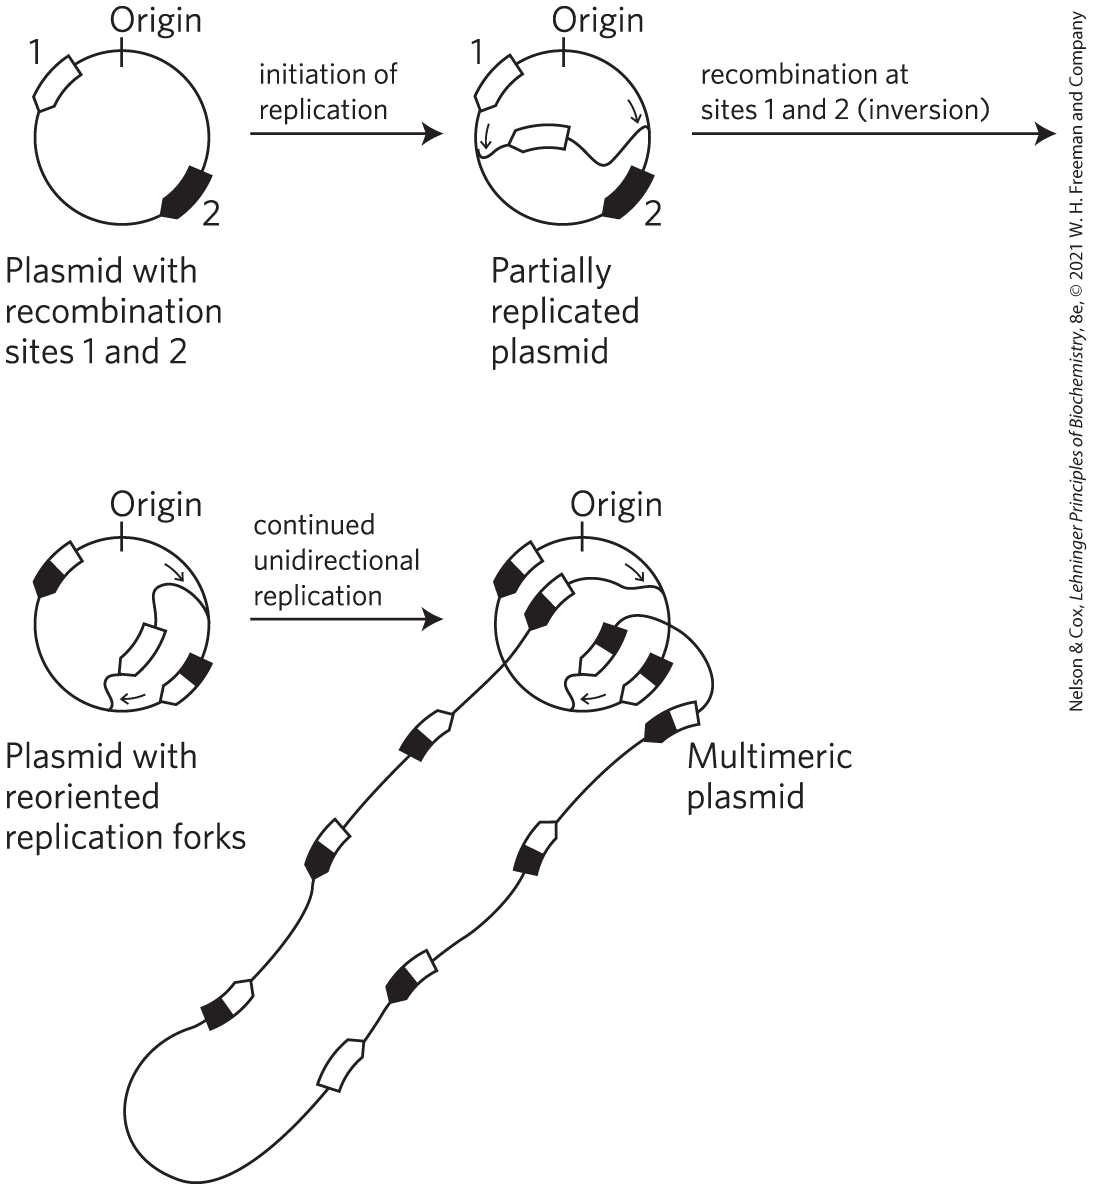 Origin
1
2
initiation of
replication
Plasmid with
recombination
sites 1 and 2
Origin
1
2
recombination at
sites 1 and 2 (inversion)
Partially
replicated
plasmid
Origin
continued
unidirectional
replication
Plasmid with
reoriented
replication forks
Origin
Multimeric
plasmid
Nelson & Cox, Lehninger Principles of Biochemistry, 8e, © 2021 W. H. Freeman and Company